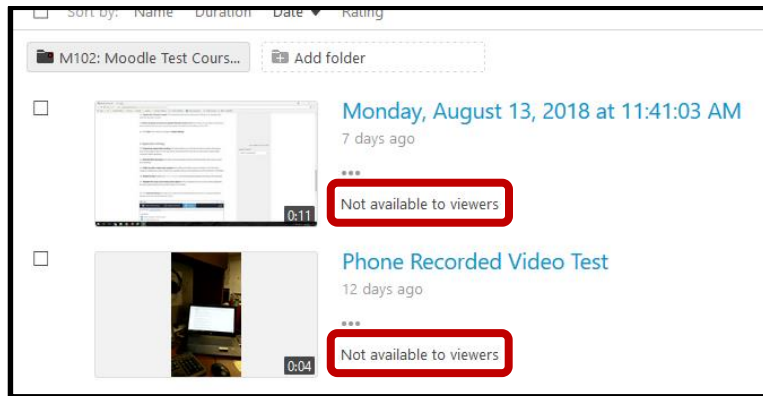 Sort by: Name Duration Date ▼ Rating
M102: Moodle Test Cours... Add folder
Monday, August 13, 2018 at 11:41:03 AM
7 days ago
...
Not available to viewers
0:11
Phone Recorded Video Test
12 days ago
...
Not available to viewers
0:04